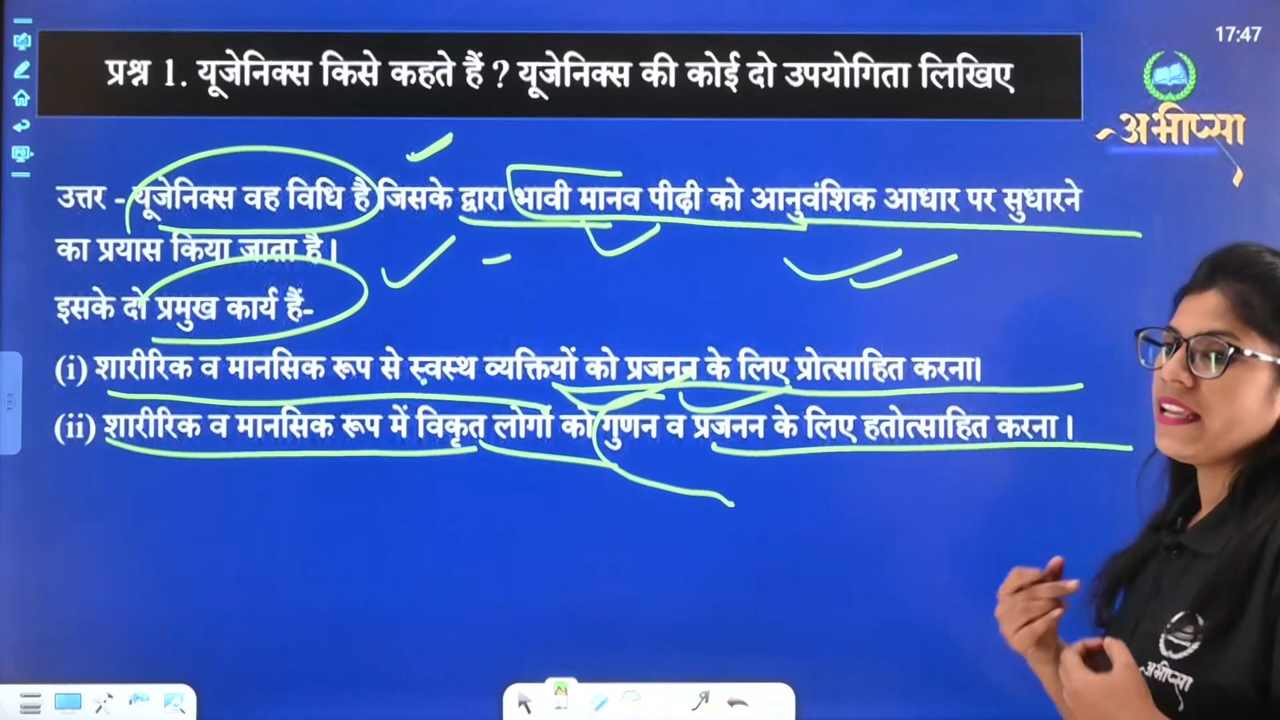 17:47
प्रश्न 1. यूजेनिक्स किसे कहते हैं ? यूजेनिक्स की कोई दो उपयोगिता लिखिए
अभीप्सा
उत्तर - यूजेनिक्स वह विधि है जिसके द्वारा भावी मानव पीढ़ी को आनुवंशिक आधार पर सुधारने
का प्रयास किया जाता है।
इसके दो प्रमुख कार्य हैं-
(i) शारीरिक व मानसिक रूप से स्वस्थ व्यक्तियों को प्रजनन के लिए प्रोत्साहित करना।
(ii) शारीरिक व मानसिक रूप में विकृत लोगों को गुणन व प्रजनन के लिए हतोत्साहित करना ।
अभीप्सा